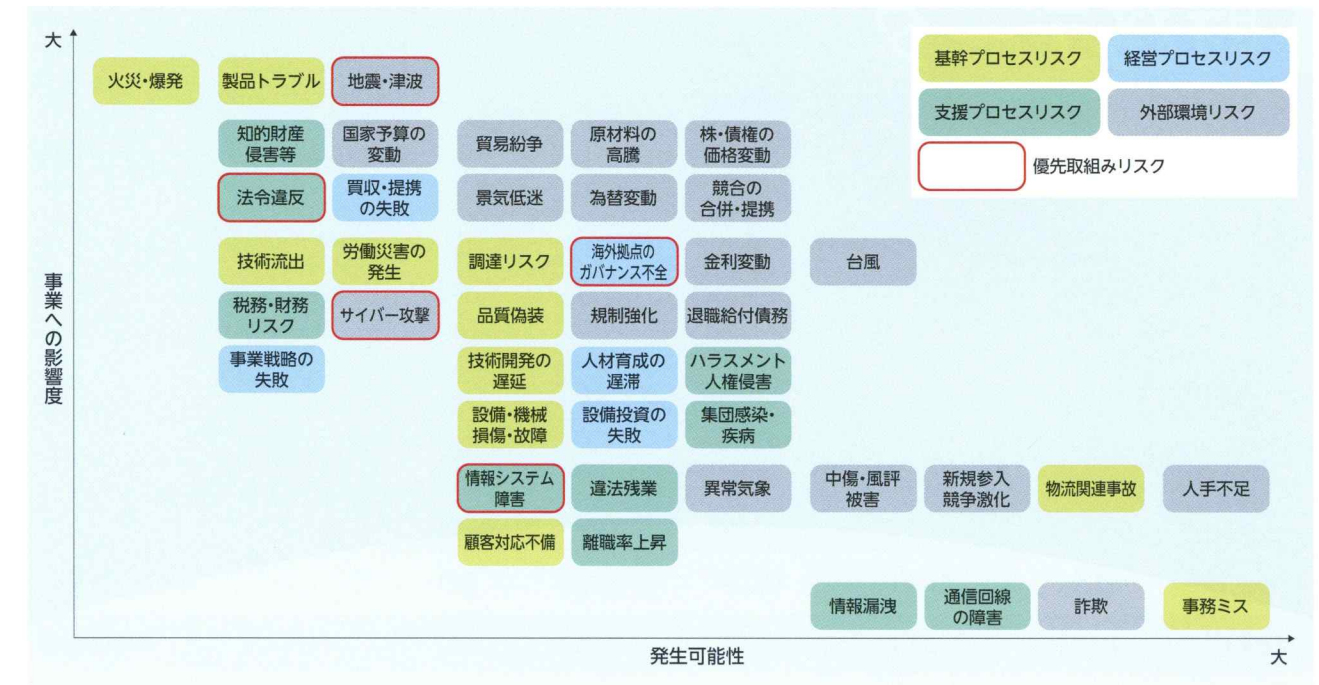 大
火災・爆発
製品トラブル
地震・津波
基幹プロセスリスク
経営プロセスリスク
支援プロセスリスク
外部環境リスク
優先取組みリスク
知的財産
侵害等
国家予算の
変動
貿易紛争
原材料の
高騰
株・債権の
価格変動
法令違反
買収・提携
の失敗
景気低迷
為替変動
競合の
合併・提携
技術流出
労働災害の
発生
調達リスク
海外拠点の
ガバナンス不全
金利変動
台風
税務・財務
リスク
サイバー攻撃
品質偽装
規制強化
退職給付債務
事業戦略の
失敗
技術開発の
遅延
人材育成の
遅滞
ハラスメント
人権侵害
設備・機械
損傷・故障
設備投資の
失敗
集団感染・
疾病
情報システム
障害
違法残業
異常気象
中傷・風評
被害
新規参入
競争激化
物流関連事故
人手不足
顧客対応不備
離職率上昇
情報漏洩
通信回線
の障害
詐欺
事務ミス
事業への影響度
発生可能性
大